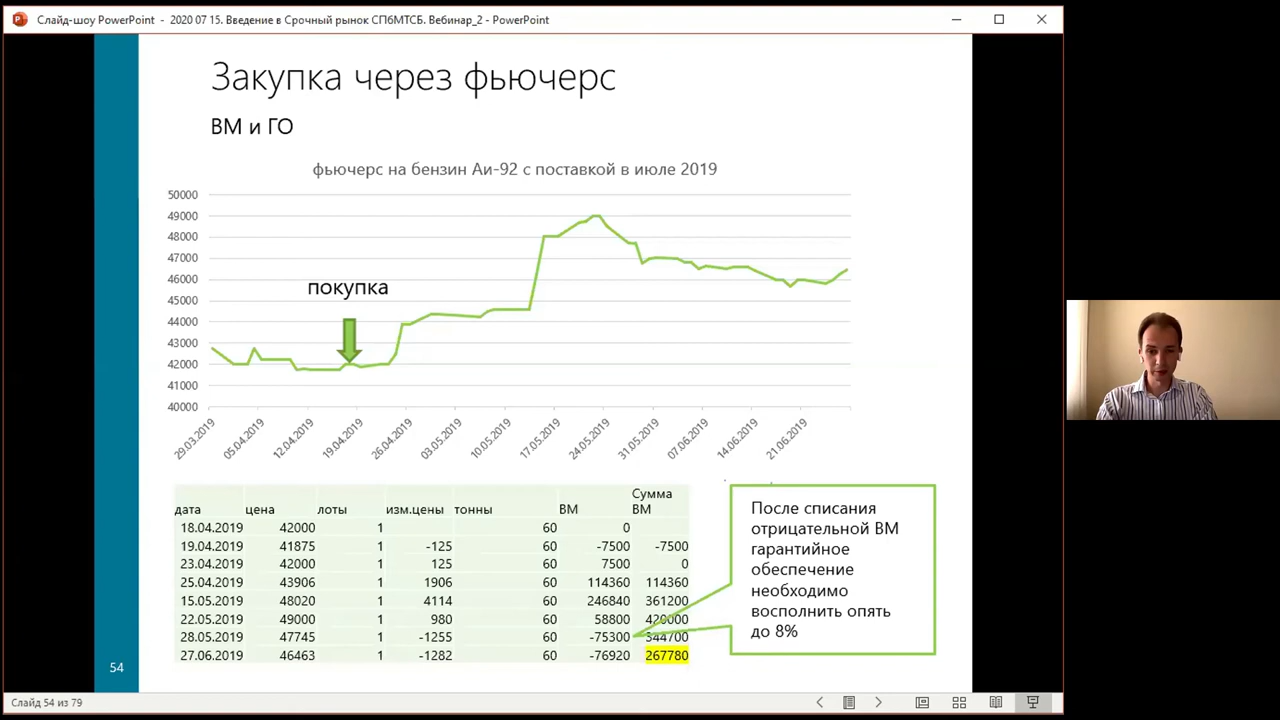 Слайд-шоу PowerPoint - 2020 07 15. Введение в Срочный рынок СПбМТСБ. Вебинар_2 - PowerPoint
Закупка через фьючерс
ВМ и ГО
фьючерс на бензин Аи-92 с поставкой в июле 2019
50000
49000
48000
47000
46000
45000
44000
43000
42000
41000
40000
покупка
29.03.2019 05.04.2019 12.04.2019 19.04.2019 26.04.2019 03.05.2019 10.05.2019 17.05.2019 24.05.2019 31.05.2019 07.06.2019 14.06.2019 21.06.2019
дата цена лоты изм.цены тонны ВМ Сумма ВМ
18.04.2019 42000 1 60 0
19.04.2019 41875 1 -125 60 -7500 -7500
23.04.2019 42000 1 125 60 7500 0
25.04.2019 43906 1 1906 60 114360 114360
15.05.2019 48020 1 4114 60 246840 361200
22.05.2019 49000 1 980 60 58800 420000
28.05.2019 47745 1 -1255 60 -75300 344700
27.06.2019 46463 1 -1282 60 -76920 267780
После списания
отрицательной ВМ
гарантийное
обеспечение
необходимо
восполнить опять
до 8%
54
Слайд 54 из 79